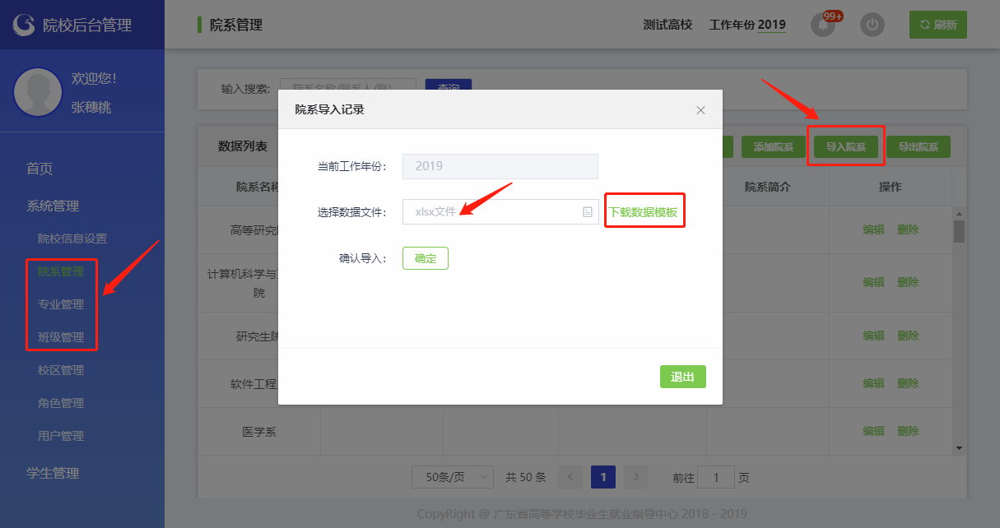 院校后台管理
院系管理
测试高校
工作年份 2019
99+
刷新
欢迎您!
张穗桃
首页
系统管理
院校信息设置
院系管理
专业管理
班级管理
校区管理
角色管理
用户管理
学生管理
输入搜索:
院系名称/联系人/联
查询
数据列表
添加院系
导入院系
导出院系
院系名称
院系简介
操作
高等研究
编辑 删除
计算机科学与
院
编辑 删除
研究生院
编辑 删除
软件工程
编辑 删除
医学系
编辑 删除
院系导入记录
当前工作年份:
2019
选择数据文件:
xlsx文件
下载数据模板
确认导入:
确定
退出
50条/页
共 50 条
1
前往 1 页
CopyRight @ 广东省高等学校毕业生就业指导中心 2018 - 2019